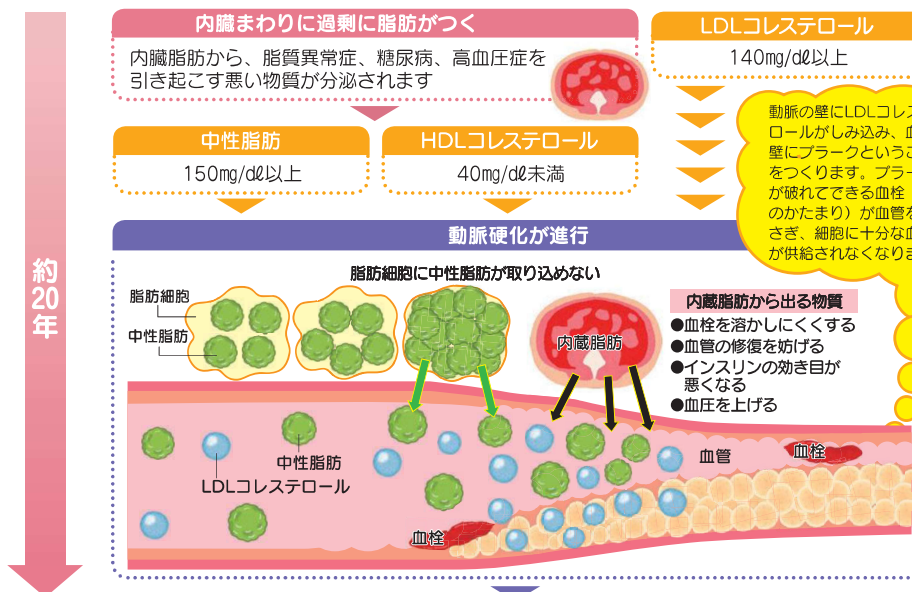 内臓まわりに過剰に脂肪がつく
内臓脂肪から、脂質異常症、糖尿病、高血圧症を
引き起こす悪い物質が分泌されます
LDLコレステロール
140mg/dℓ以上
中性脂肪
150mg/dℓ以上
HDLコレステロール
40mg/dℓ未満
動脈の壁にLDLコレス
ロールがしみ込み、血
壁にプラークというこ
をつくります。プラー
が破れてできる血栓（
のかたまり）が血管を
さぎ、細胞に十分な血
が供給されなくなりま
約20年
動脈硬化が進行
脂肪細胞に中性脂肪が取り込めない
脂肪細胞
中性脂肪
内蔵脂肪
内蔵脂肪から出る物質
●血栓を溶かしにくくする
●血管の修復を妨げる
●インスリンの効き目が
悪くなる
●血圧を上げる
中性脂肪
LDLコレステロール
血管
血栓
血栓